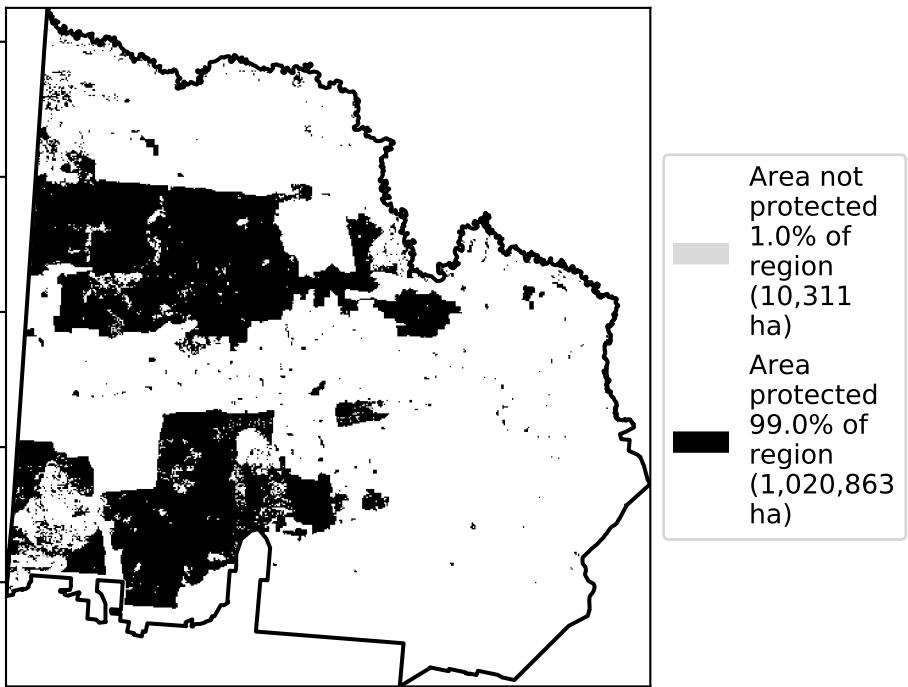 Area not
protected
1.0% of
region
(10,311
ha)
Area
protected
99.0% of
region
(1,020,863
ha)